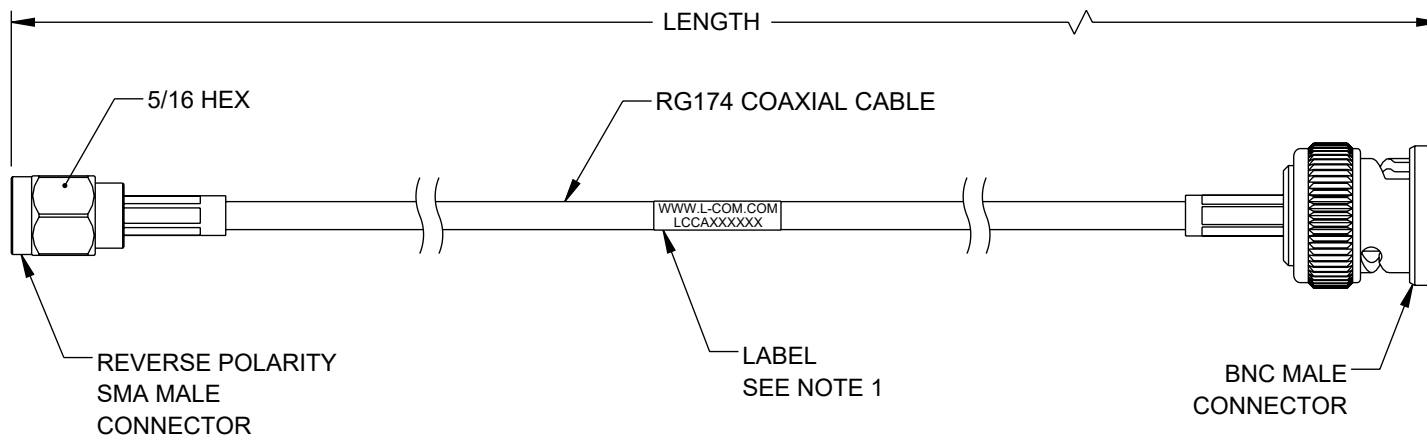 LENGTH
5/16 HEX
RG174 COAXIAL CABLE
WWW.L-COM.COM
LCCAXXXXXX
REVERSE POLARITY
SMA MALE
CONNECTOR
LABEL
SEE NOTE 1
BNC MALE
CONNECTOR